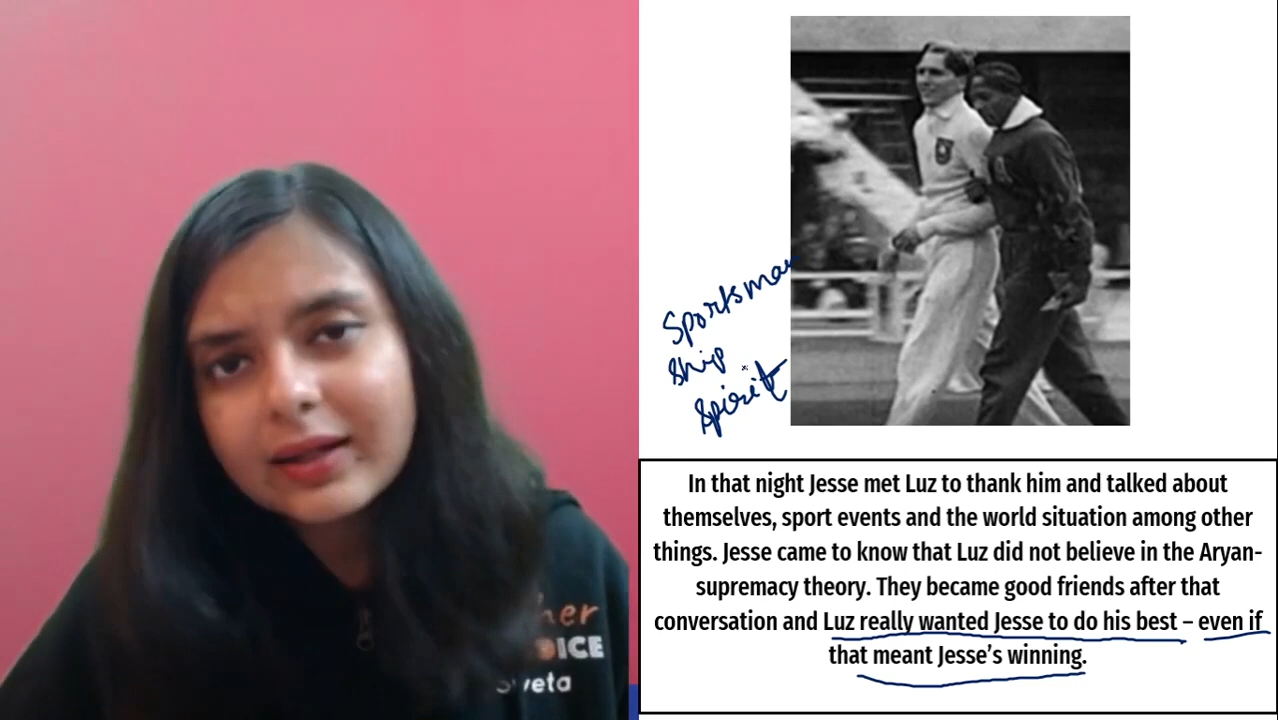 Sportsman
ship
spirit
In that night Jesse met Luz to thank him and talked about
themselves, sport events and the world situation among other
things. Jesse came to know that Luz did not believe in the Aryan-
supremacy theory. They became good friends after that
conversation and Luz really wanted Jesse to do his best – even if
that meant Jesse's winning.